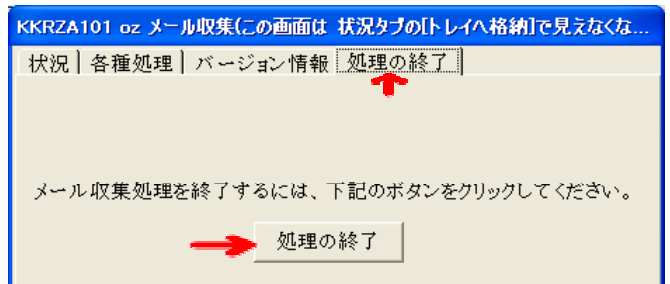 KKRZA101 oz メール収集(この画面は 状況タブの[トレイへ格納]で見えなくな...
状況 各種処理 バージョン情報 処理の終了
メール収集処理を終了するには、下記のボタンをクリックしてください。
処理の終了